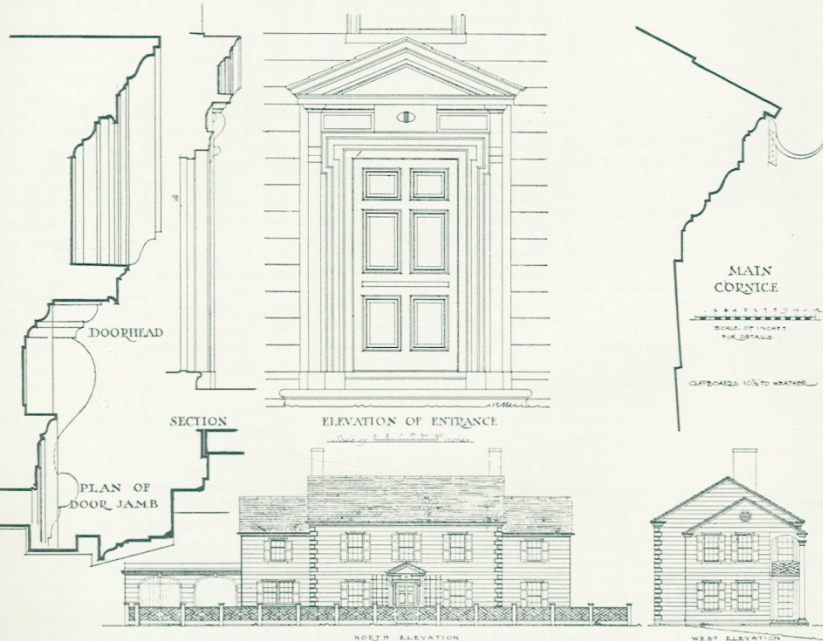 DOORHEAD
SECTION
PLAN OF
DOOR JAMB
ELEVATION OF ENTRANCE
MAIN
CORNICE
SCALE OF INCHES
FOR DETAILS
CLAPBOARDS 10½ TO WEATHER
NORTH ELEVATION
WEST ELEVATION